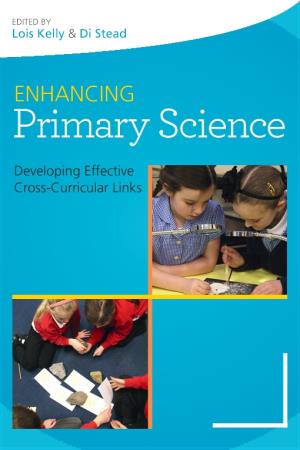 EDITED BY
Lois Kelly & Di Stead
ENHANCING
Primary Science
Developing Effective
Cross-Curricular Links